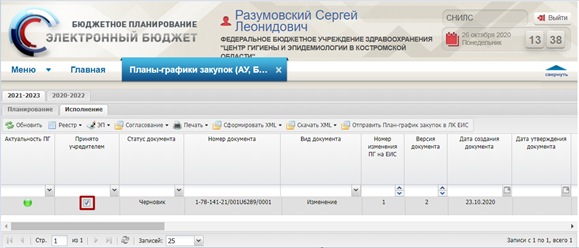 БЮДЖЕТНОЕ ПЛАНИРОВАНИЕ
ЭЛЕКТРОННЫЙ БЮДЖЕТ
Разумовский Сергей Леонидович
ФЕДЕРАЛЬНОЕ БЮДЖЕТНОЕ УЧРЕЖДЕНИЕ ЗДРАВООХРАНЕНИЯ
"ЦЕНТР ГИГИЕНЫ И ЭПИДЕМИОЛОГИИ В КОСТРОМСКОЙ
ОБЛАСТИ"
СНИЛС
Выйти
26 октября 2020
Понедельник
13 38
Меню Главная Планы-графики закупок (АУ, Б... X
свернуть
2021-2023 2020-2022
Планирование Исполнение
Обновить Реестр ЭП Согласование Печать Сформировать XML Скачать XML Отправить План-график закупок в ЛК ЕИС
Актуальность ПГ
Принято учредителем
Статус документа
Номер документа
Вид документа
Номер изменения ПГ на ЕИС
Версия документа
Дата создания документа
Дата утверждения документа
Черновик 1-78-141-21/001U6289/0001 Изменение 1 2 23.10.2020
Стр. 1 из 1 Записей: 25 Записи с 1 по 1, всего 1